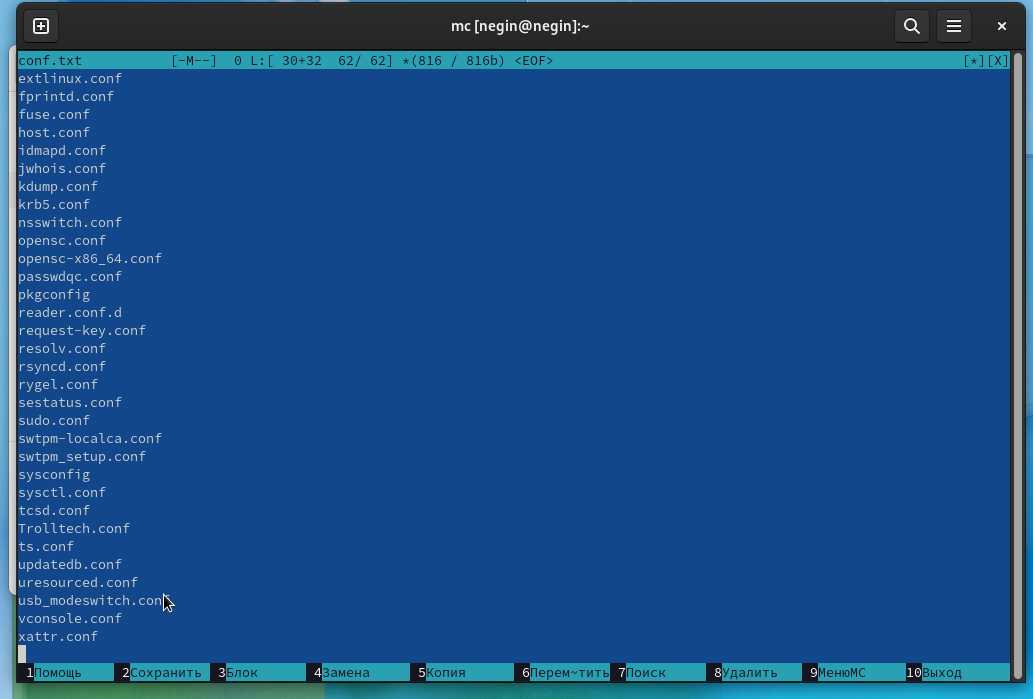 mc [negin@negin]:~
conf.txt [-M--] 0 L:[ 30+32 62/ 62] *(816 / 816b) <EOF> [*][X]
extlinux.conf
fprintd.conf
fuse.conf
host.conf
idmapd.conf
jwhois.conf
kdump.conf
krb5.conf
nsswitch.conf
opensc.conf
opensc-x86_64.conf
passwdqc.conf
pkgconfig
reader.conf.d
request-key.conf
resolv.conf
rsyncd.conf
rygel.conf
sestatus.conf
sudo.conf
swtpm-localca.conf
swtpm_setup.conf
sysconfig
sysctl.conf
tcsd.conf
Trolltech.conf
ts.conf
updatedb.conf
uresourced.conf
usb_modeswitch.conf
vconsole.conf
xattr.conf
1Помощь 2Сохранить 3Блок 4Замена 5Копия 6Перем~тить 7Поиск 8Удалить 9МенюMC 10Выход